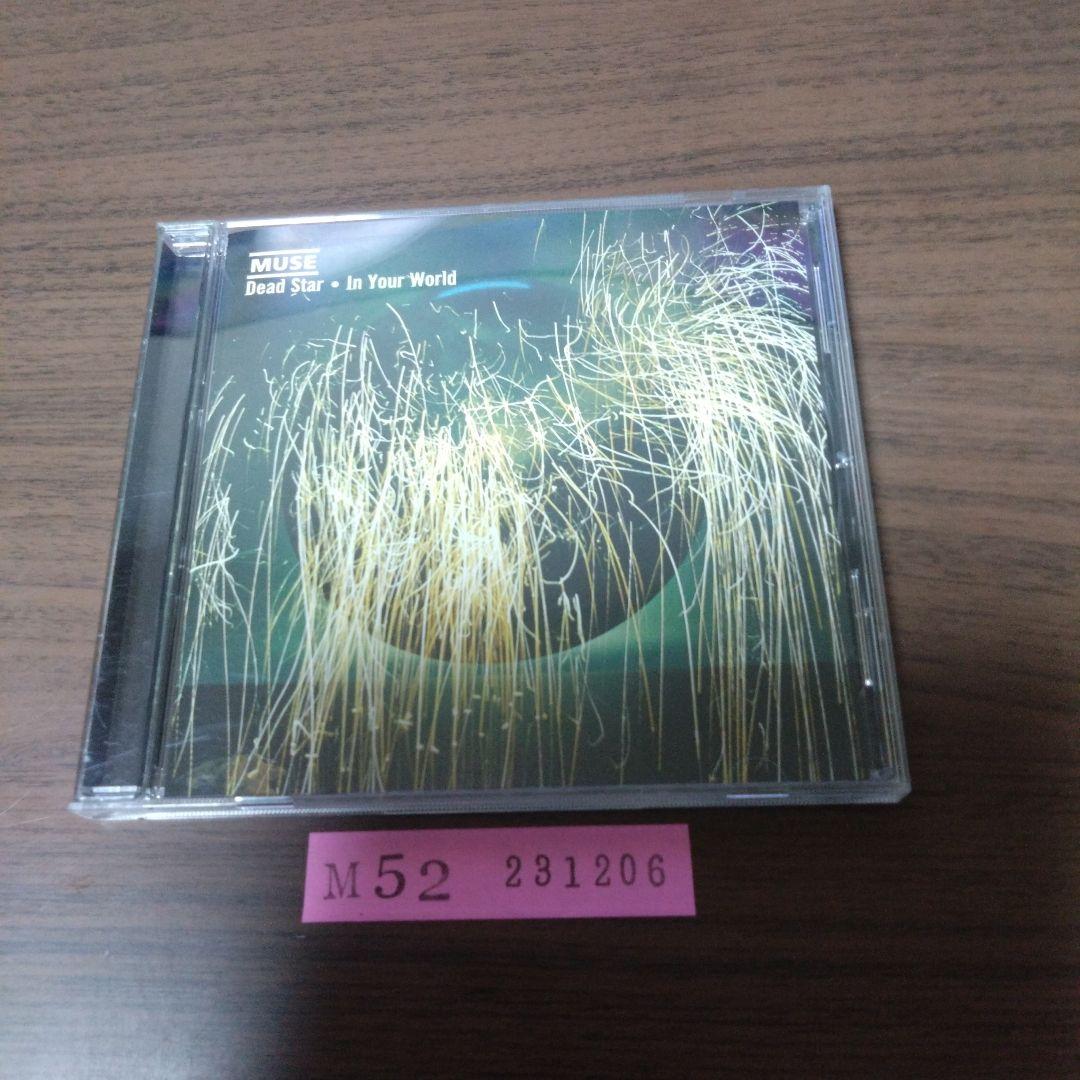 MUSE
Dead Star • In Your World
M52 231206